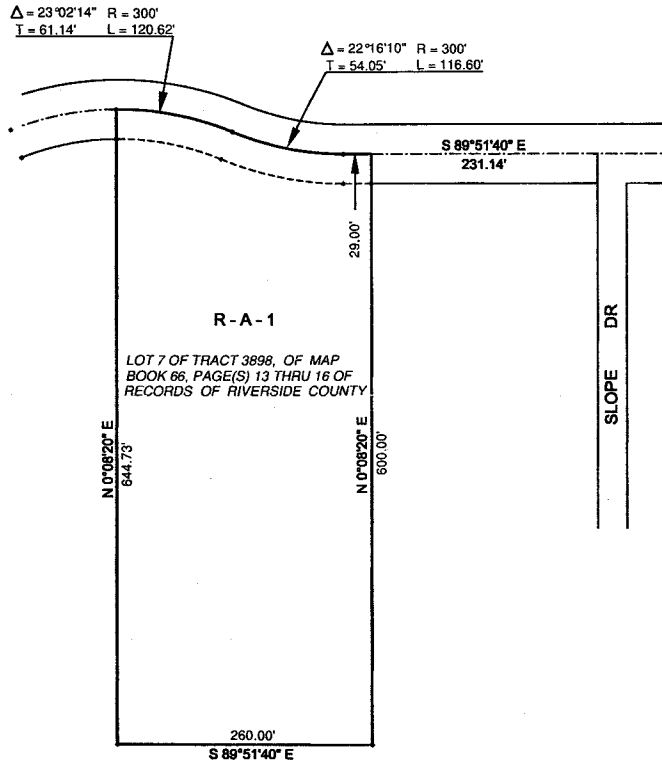 Δ = 23°02'14" R = 300'
T = 61.14' L = 120.62'
Δ = 22°16'10" R = 300'
T = 54.05' L = 116.60'
S 89°51'40" E
231.14'
29.00'
R-A-1
LOT 7 OF TRACT 3898, OF MAP
BOOK 66, PAGE(S) 13 THRU 16 OF
RECORDS OF RIVERSIDE COUNTY
N 0°08'20" E
644.73'
N 0°08'20" E
600.00'
SLOPE DR
260.00'
S 89°51'40" E